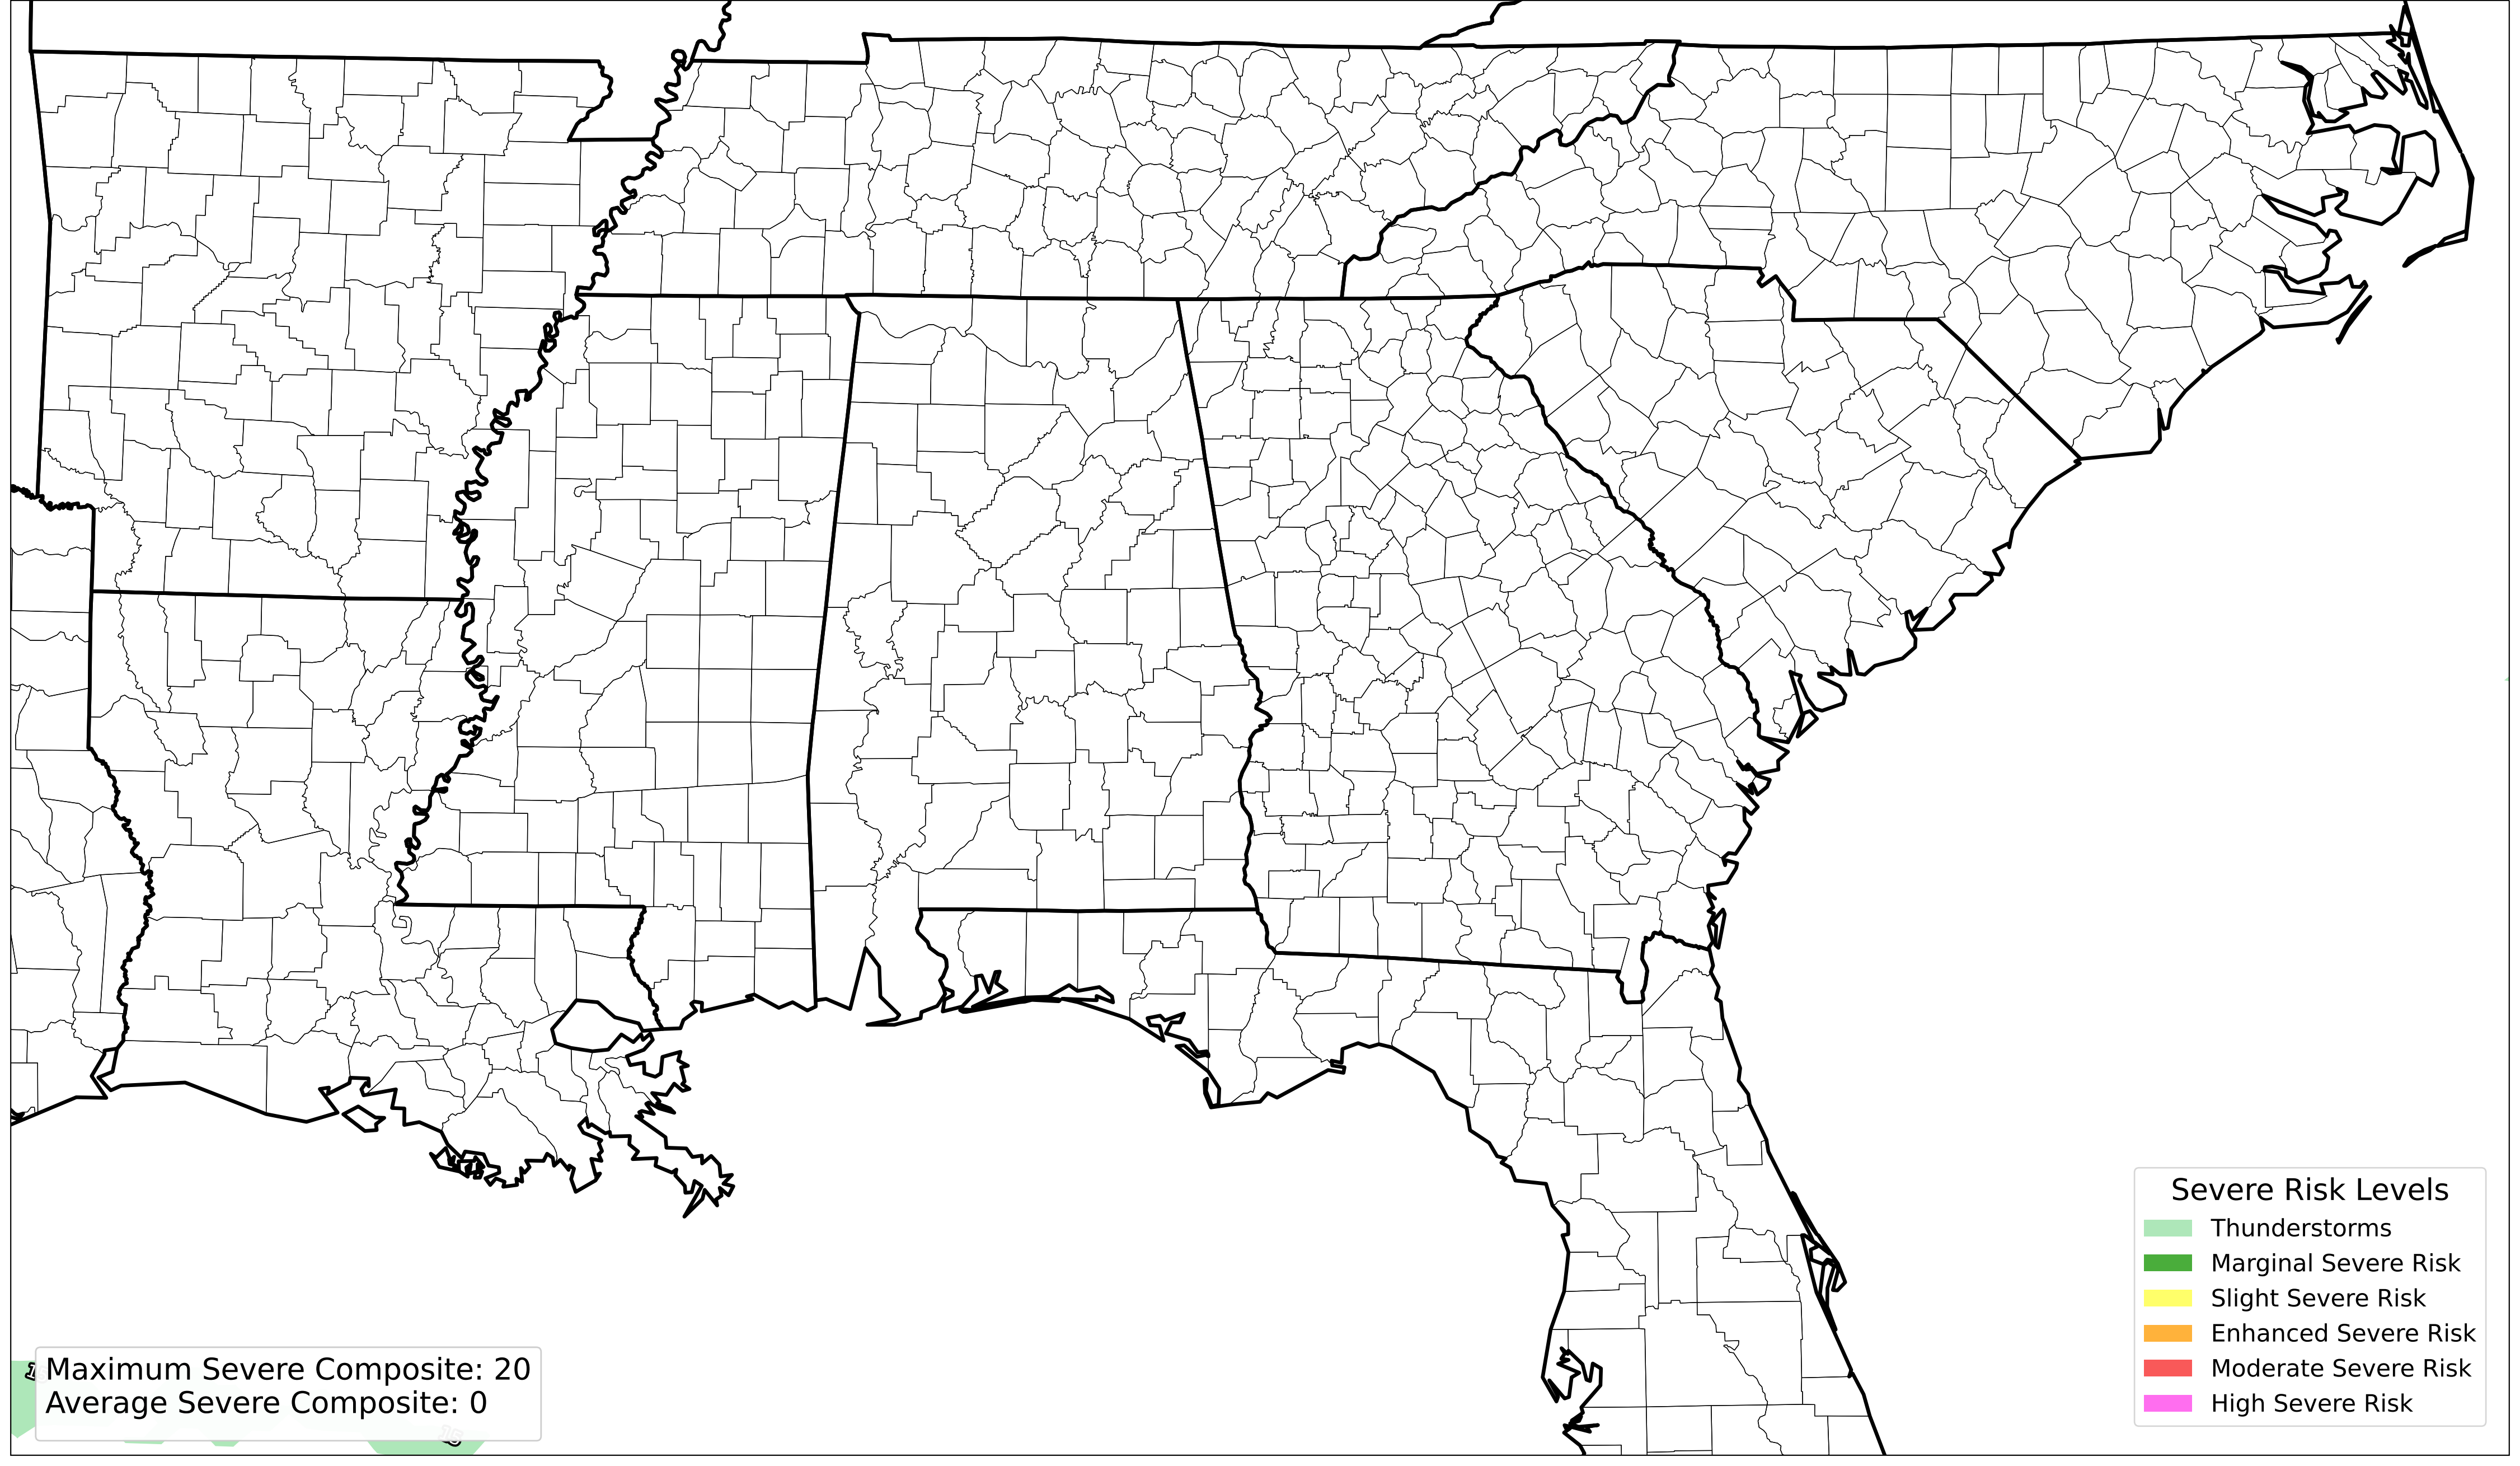 Severe Risk Levels
Thunderstorms
Marginal Severe Risk
Slight Severe Risk
Enhanced Severe Risk
Moderate Severe Risk
High Severe Risk
Maximum Severe Composite: 20
Average Severe Composite: 0